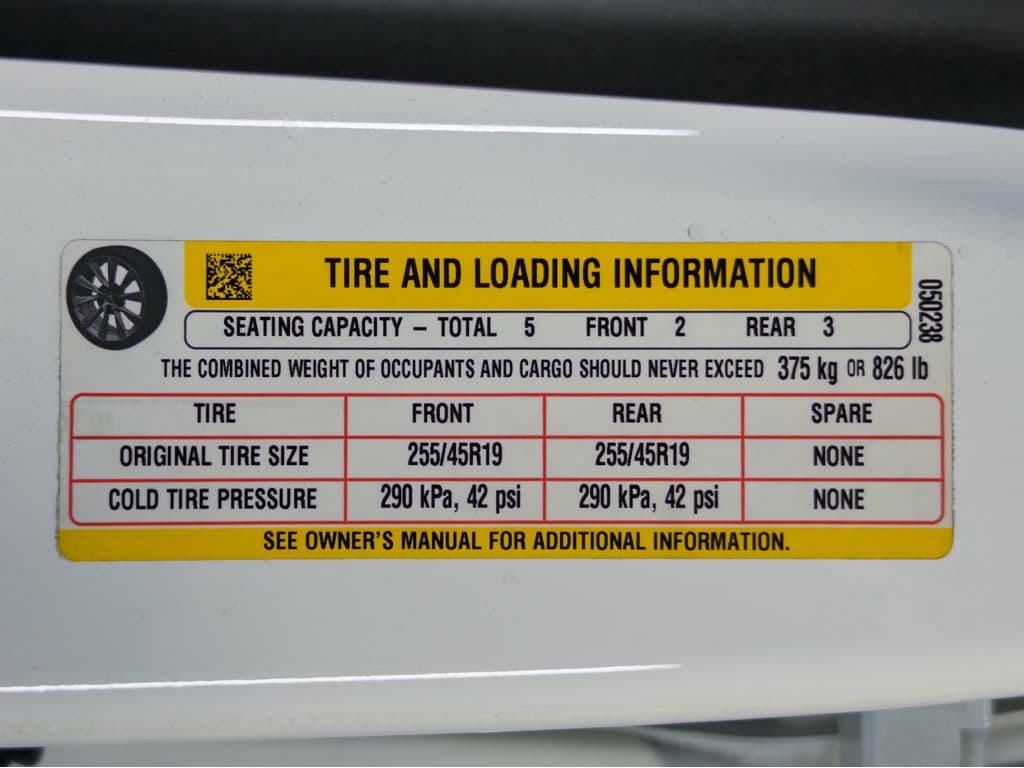 TIRE AND LOADING INFORMATION
050238
SEATING CAPACITY – TOTAL 5 FRONT 2 REAR 3
THE COMBINED WEIGHT OF OCCUPANTS AND CARGO SHOULD NEVER EXCEED 375 kg OR 826 lb
TIRE FRONT REAR SPARE
ORIGINAL TIRE SIZE 255/45R19 255/45R19 NONE
COLD TIRE PRESSURE 290 kPa, 42 psi 290 kPa, 42 psi NONE
SEE OWNER'S MANUAL FOR ADDITIONAL INFORMATION.